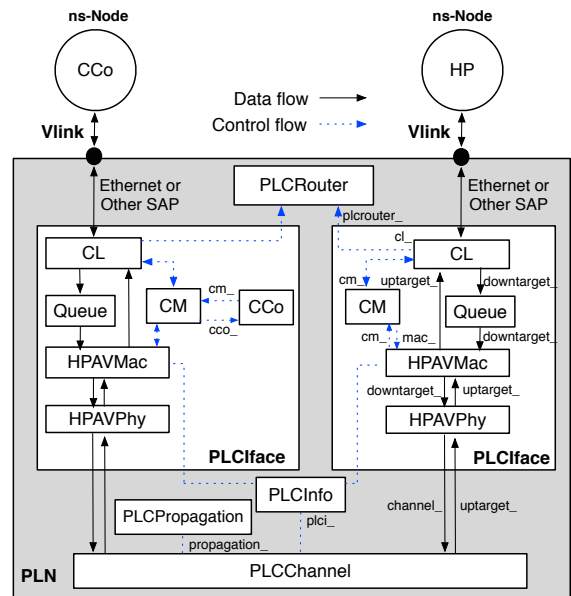 ns-Node
ns-Node
CCo
HP
Data flow
Control flow
Vlink
Vlink
Ethernet or
Other SAP
PLCRouter
Ethernet or
Other SAP
plcrouter_
cl_
CL
CL
cm_
cm_
uptarget_
downtarget_
Queue
CM
CCo
CM
Queue
cco_
cm_
mac_
downtarget_
HPAVMac
HPAVMac
downtarget_
uptarget_
HPAVPhy
HPAVPhy
PLCIface
PLCIface
PLCInfo
PLCPropagation
channel_
uptarget_
plci_
propagation_
PLN
PLCChannel